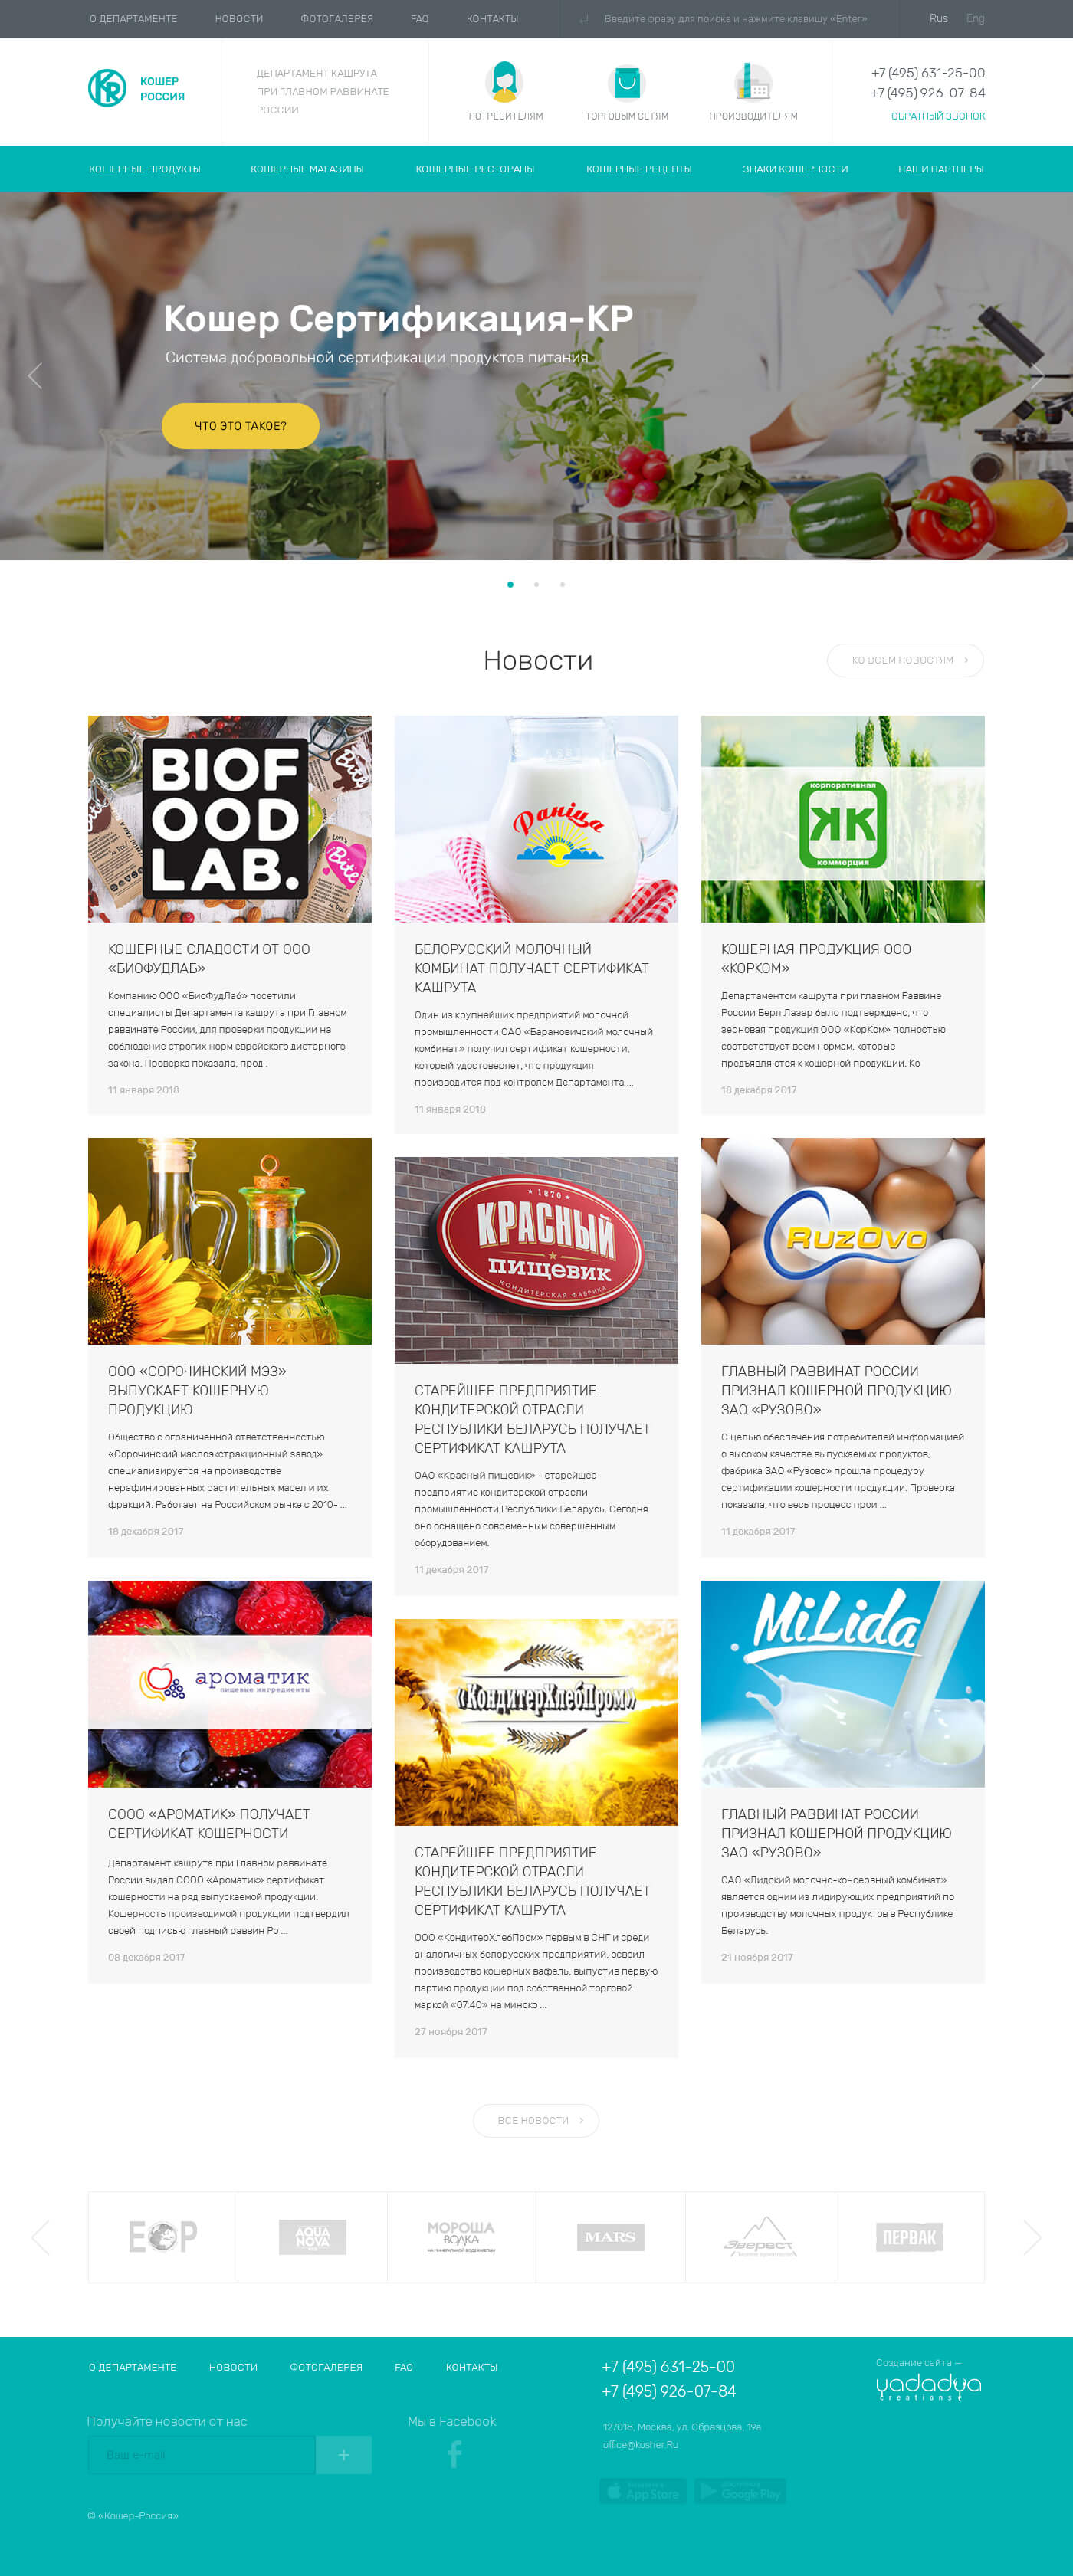 О ДЕПАРТАМЕНТЕ НОВОСТИ ФОТОГАЛЕРЕЯ FAQ КОНТАКТЫ Введите фразу для поиска и нажмите клавишу «Enter» Rus Eng
КОШЕР
РОССИЯ
ДЕПАРТАМЕНТ КАШРУТА
ПРИ ГЛАВНОМ РАВВИНАТЕ
РОССИИ
ПОТРЕБИТЕЛЯМ ТОРГОВЫМ СЕТЯМ ПРОИЗВОДИТЕЛЯМ
+7 (495) 631-25-00
+7 (495) 926-07-84
ОБРАТНЫЙ ЗВОНОК
КОШЕРНЫЕ ПРОДУКТЫ КОШЕРНЫЕ МАГАЗИНЫ КОШЕРНЫЕ РЕСТОРАНЫ КОШЕРНЫЕ РЕЦЕПТЫ ЗНАКИ КОШЕРНОСТИ НАШИ ПАРТНЕРЫ
Кошер Сертификация-КР
Система добровольной сертификации продуктов питания
ЧТО ЭТО ТАКОЕ?
Новости
КО ВСЕМ НОВОСТЯМ
BIOF
OOD
LAB.
КОШЕРНЫЕ СЛАДОСТИ ОТ ООО
«БИОФУДЛАБ»
Компанию ООО «БиоФудЛаб» посетили
специалисты Департамента кашрута при Главном
раввинате России, для проверки продукции на
соблюдение строгих норм еврейского диетарного
закона. Проверка показала, прод .
11 января 2018
Раніца
БЕЛОРУССКИЙ МОЛОЧНЫЙ
КОМБИНАТ ПОЛУЧАЕТ СЕРТИФИКАТ
КАШРУТА
Один из крупнейших предприятий молочной
промышленности ОАО «Барановичский молочный
комбинат» получил сертификат кошерности,
который удостоверяет, что продукция
производится под контролем Департамента ...
11 января 2018
корпоративная
КК
коммерция
КОШЕРНАЯ ПРОДУКЦИЯ ООО
«КОРКОМ»
Департаментом кашрута при главном Раввине
России Берл Лазар было подтверждено, что
зерновая продукция ООО «КорКом» полностью
соответствует всем нормам, которые
предъявляются к кошерной продукции. Ко
18 декабря 2017
ООО «СОРОЧИНСКИЙ МЭЗ»
ВЫПУСКАЕТ КОШЕРНУЮ
ПРОДУКЦИЮ
Общество с ограниченной ответственностью
«Сорочинский маслоэкстракционный завод»
специализируется на производстве
нерафинированных растительных масел и их
фракций. Работает на Российском рынке с 2010- ...
18 декабря 2017
1870
КРАСНЫЙ
ПИЩЕВИК
КОНДИТЕРСКАЯ ФАБРИКА
СТАРЕЙШЕЕ ПРЕДПРИЯТИЕ
КОНДИТЕРСКОЙ ОТРАСЛИ
РЕСПУБЛИКИ БЕЛАРУСЬ ПОЛУЧАЕТ
СЕРТИФИКАТ КАШРУТА
ОАО «Красный пищевик» - старейшее
предприятие кондитерской отрасли
промышленности Республики Беларусь. Сегодня
оно оснащено современным совершенным
оборудованием.
11 декабря 2017
RuzOvo
ГЛАВНЫЙ РАВВИНАТ РОССИИ
ПРИЗНАЛ КОШЕРНОЙ ПРОДУКЦИЮ
ЗАО «РУЗОВО»
С целью обеспечения потребителей информацией
о высоком качестве выпускаемых продуктов,
фабрика ЗАО «Рузово» прошла процедуру
сертификации кошерности продукции. Проверка
показала, что весь процесс прои ...
11 декабря 2017
ароматик
пищевые ингредиенты
СООО «АРОМАТИК» ПОЛУЧАЕТ
СЕРТИФИКАТ КОШЕРНОСТИ
Департамент кашрута при Главном раввинате
России выдал СООО «Ароматик» сертификат
кошерности на ряд выпускаемой продукции.
Кошерность производимой продукции подтвердил
своей подписью главный раввин Ро ...
08 декабря 2017
«КондитерХлебПром»
СТАРЕЙШЕЕ ПРЕДПРИЯТИЕ
КОНДИТЕРСКОЙ ОТРАСЛИ
РЕСПУБЛИКИ БЕЛАРУСЬ ПОЛУЧАЕТ
СЕРТИФИКАТ КАШРУТА
ООО «КондитерХлебПром» первым в СНГ и среди
аналогичных белорусских предприятий, освоил
производство кошерных вафель, выпустив первую
партию продукции под собственной торговой
маркой «07:40» на минско ...
27 ноября 2017
MiLida
ГЛАВНЫЙ РАВВИНАТ РОССИИ
ПРИЗНАЛ КОШЕРНОЙ ПРОДУКЦИЮ
ЗАО «РУЗОВО»
ОАО «Лидский молочно-консервный комбинат»
является одним из лидирующих предприятий по
производству молочных продуктов в Республике
Беларусь.
21 ноября 2017
ВСЕ НОВОСТИ
AQUA
NOVA
МОРОША
ВОДКА
MARS
Эверест
ПЕРВАК
О ДЕПАРТАМЕНТЕ НОВОСТИ ФОТОГАЛЕРЕЯ FAQ КОНТАКТЫ
+7 (495) 631-25-00
+7 (495) 926-07-84
Создание сайта —
yadadya
creations
Получайте новости от нас
Ваш e-mail
+
Мы в Facebook
127018, Москва, ул. Образцова, 19а
office@kosher.Ru
App Store
Google Play
© «Кошер-Россия»